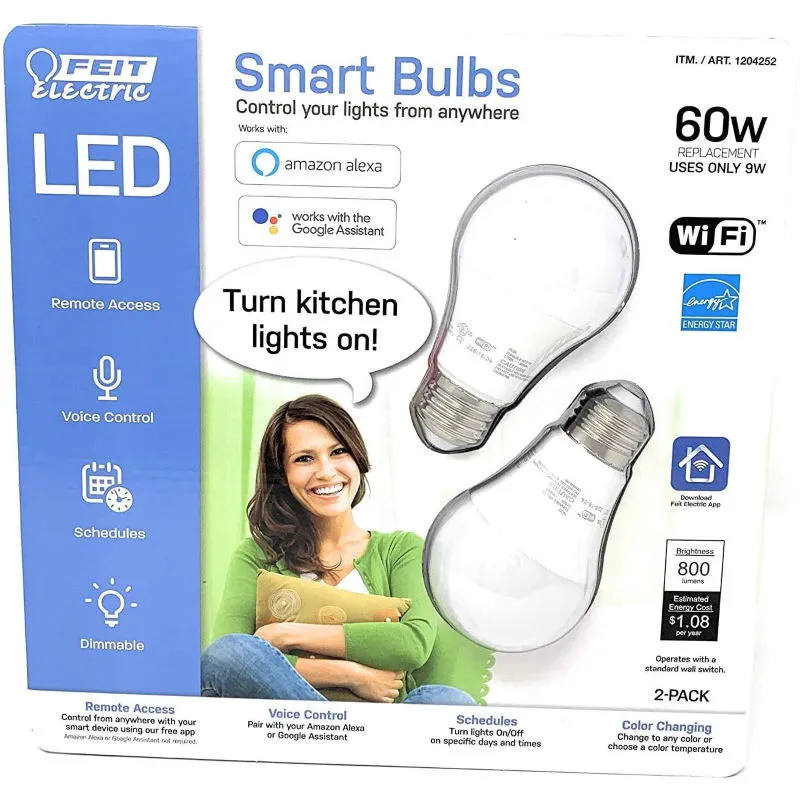 FEIT
Electric
LED
Remote Access
Voice Control
Schedules
Dimmable
Smart Bulbs
Control your lights from anywhere
Works with:
amazon alexa
works with the
Google Assistant
Turn kitchen
lights on!
ITM. / ART. 1204252
60w
REPLACEMENT
USES ONLY 9W
WiFi™
energy
ENERGY STAR
Download
Feit Electric App
Brightness
800
lumens
Estimated
Energy Cost
$1.08
per year
Operates with a
standard wall switch.
2-PACK
Remote Access
Control from anywhere with your
smart device using our free app
Amazon Alexa or Google Assistant not required.
Voice Control
Pair with your Amazon Alexa
or Google Assistant
Schedules
Turn lights On/Off
on specific days and times
Color Changing
Change to any color or
choose a color temperature